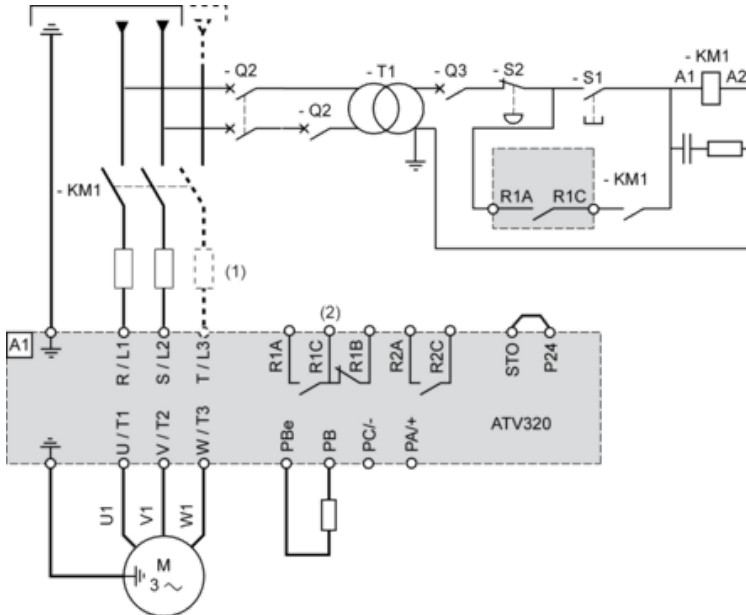 - Q2
- T1
- Q3
- S2
- S1
- KM1
A1
A2
- Q2
- KM1
R1A
R1C
- KM1
(1)
(2)
A1
R / L1
S / L2
T / L3
R1A
R1C
R1B
R2A
R2C
STO
P24
ATV320
U / T1
V / T2
W / T3
PBe
PB
PC/-
PA/+
U1
V1
W1
M
3 ~